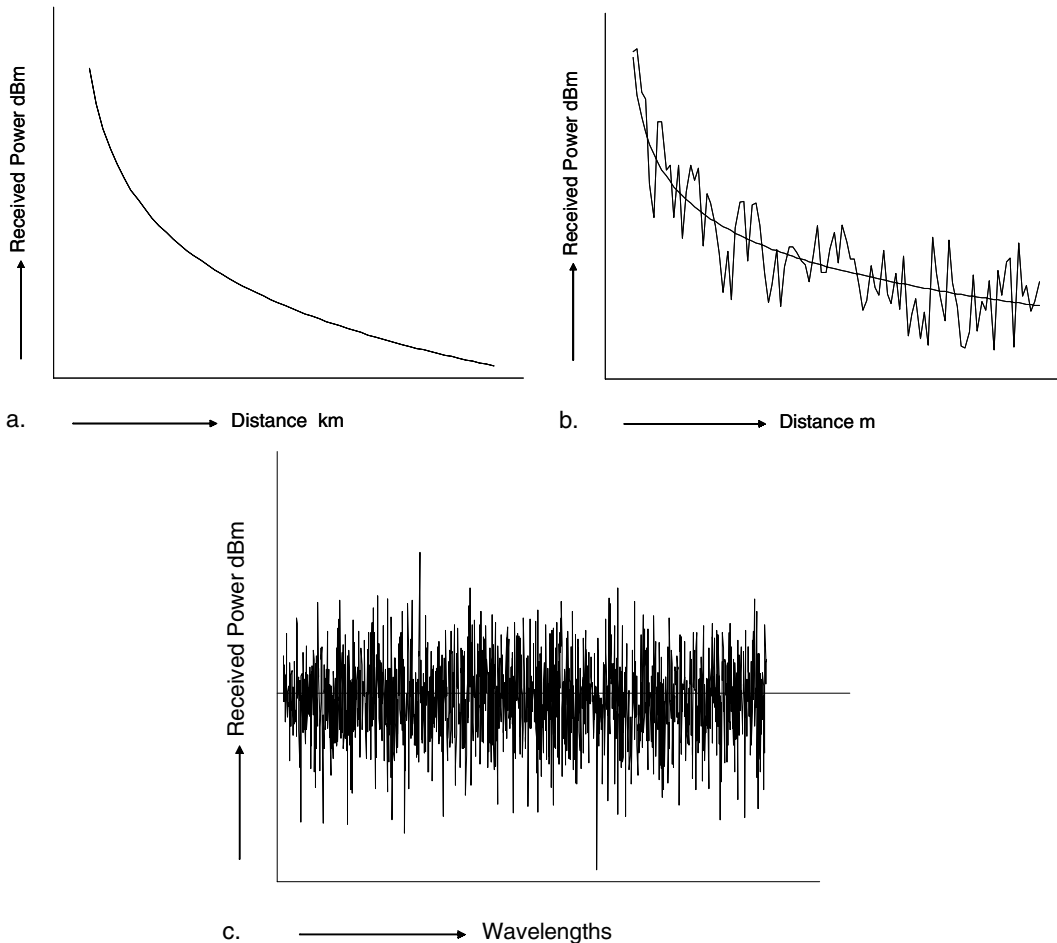 Received Power dBm
Received Power dBm
a. Distance km
b. Distance m
Received Power dBm
c. Wavelengths